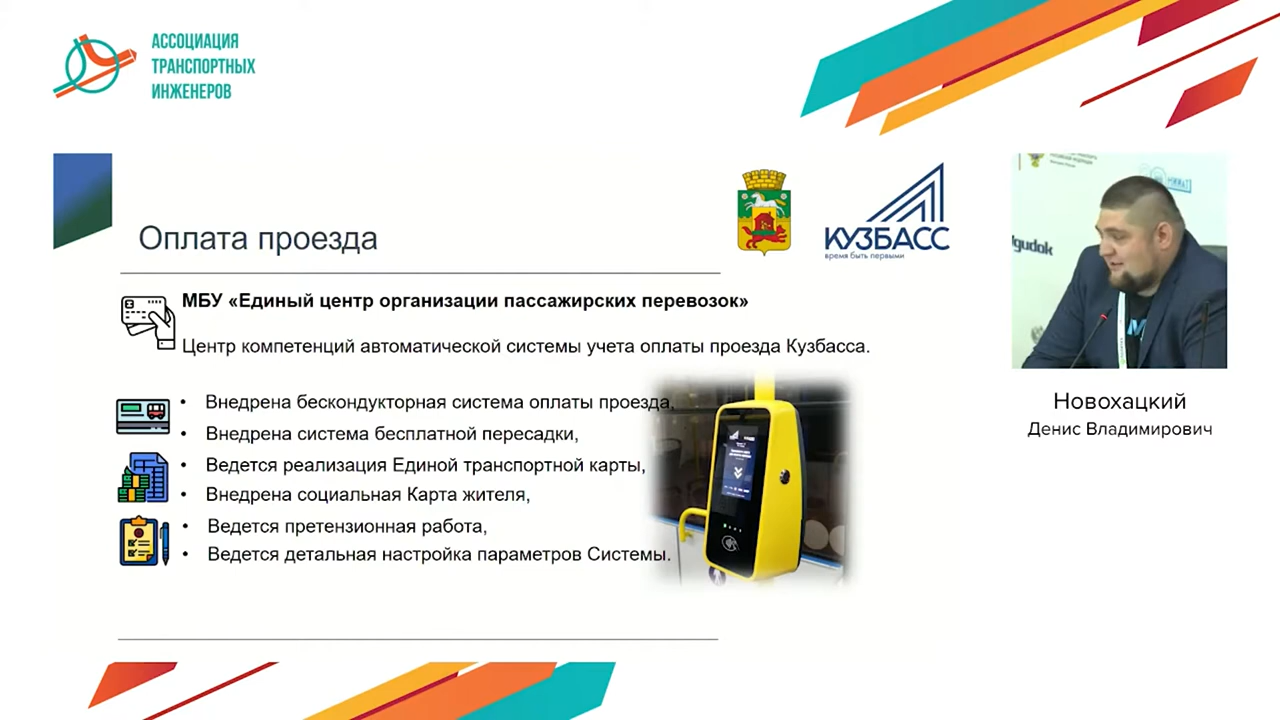 АССОЦИАЦИЯ
ТРАНСПОРТНЫХ
ИНЖЕНЕРОВ
Оплата проезда
КУЗБАСС
время быть первыми
МБУ «Единый центр организации пассажирских перевозок»
Центр компетенций автоматической системы учета оплаты проезда Кузбасса.
• Внедрена бескондукторная система оплаты проезда,
• Внедрена система бесплатной пересадки,
• Ведется реализация Единой транспортной карты,
• Внедрена социальная Карта жителя,
• Ведется претензионная работа,
• Ведется детальная настройка параметров Системы.
gudok
Новохацкий
Денис Владимирович